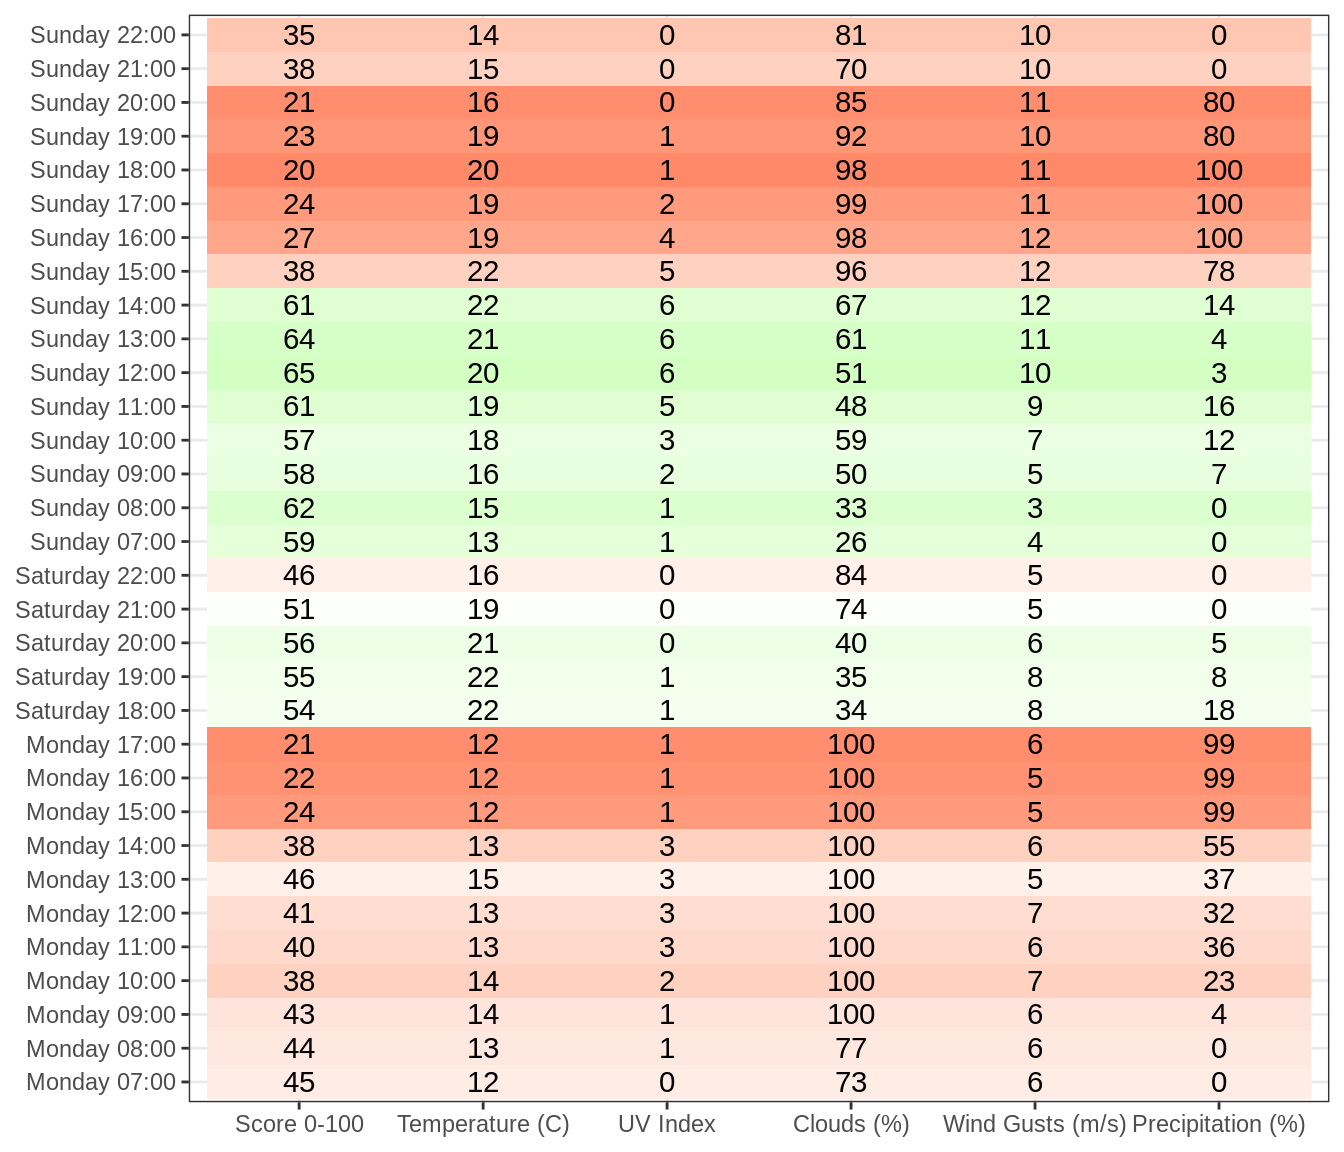 Sunday 22:00 35 14 0 81 10 0
Sunday 21:00 38 15 0 70 10 0
Sunday 20:00 21 16 0 85 11 80
Sunday 19:00 23 19 1 92 10 80
Sunday 18:00 20 20 1 98 11 100
Sunday 17:00 24 19 2 99 11 100
Sunday 16:00 27 19 4 98 12 100
Sunday 15:00 38 22 5 96 12 78
Sunday 14:00 61 22 6 67 12 14
Sunday 13:00 64 21 6 61 11 4
Sunday 12:00 65 20 6 51 10 3
Sunday 11:00 61 19 5 48 9 16
Sunday 10:00 57 18 3 59 7 12
Sunday 09:00 58 16 2 50 5 7
Sunday 08:00 62 15 1 33 3 0
Sunday 07:00 59 13 1 26 4 0
Saturday 22:00 46 16 0 84 5 0
Saturday 21:00 51 19 0 74 5 0
Saturday 20:00 56 21 0 40 6 5
Saturday 19:00 55 22 1 35 8 8
Saturday 18:00 54 22 1 34 8 18
Monday 17:00 21 12 1 100 6 99
Monday 16:00 22 12 1 100 5 99
Monday 15:00 24 12 1 100 5 99
Monday 14:00 38 13 3 100 6 55
Monday 13:00 46 15 3 100 5 37
Monday 12:00 41 13 3 100 7 32
Monday 11:00 40 13 3 100 6 36
Monday 10:00 38 14 2 100 7 23
Monday 09:00 43 14 1 100 6 4
Monday 08:00 44 13 1 77 6 0
Monday 07:00 45 12 0 73 6 0
Score 0-100 Temperature (C) UV Index Clouds (%) Wind Gusts (m/s) Precipitation (%)